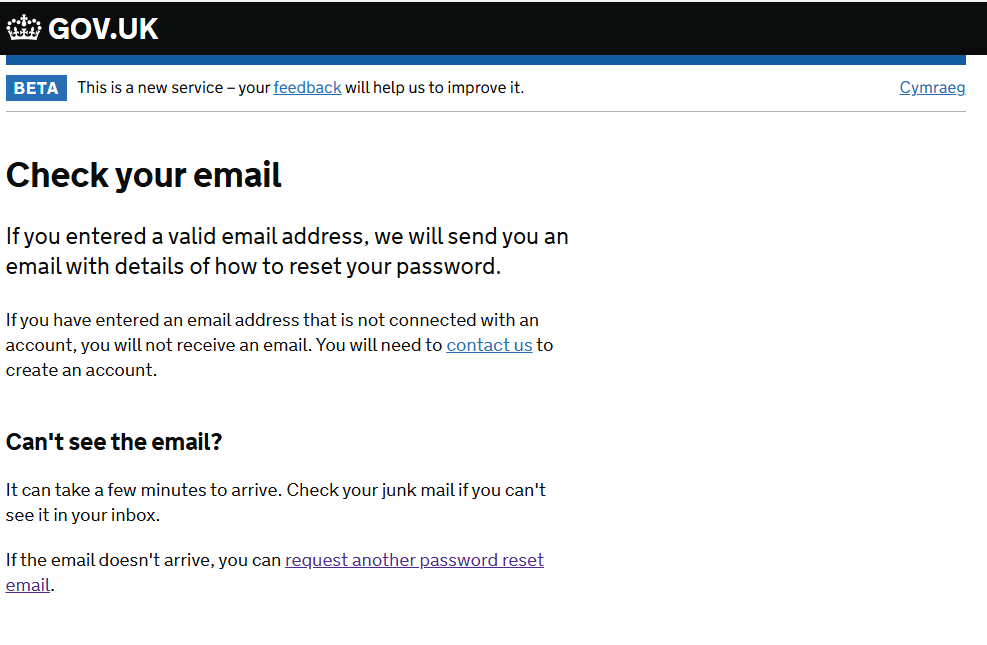 GOV.UK
BETA This is a new service – your feedback will help us to improve it. Cymraeg
Check your email
If you entered a valid email address, we will send you an
email with details of how to reset your password.
If you have entered an email address that is not connected with an
account, you will not receive an email. You will need to contact us to
create an account.
Can't see the email?
It can take a few minutes to arrive. Check your junk mail if you can't
see it in your inbox.
If the email doesn't arrive, you can request another password reset
email.